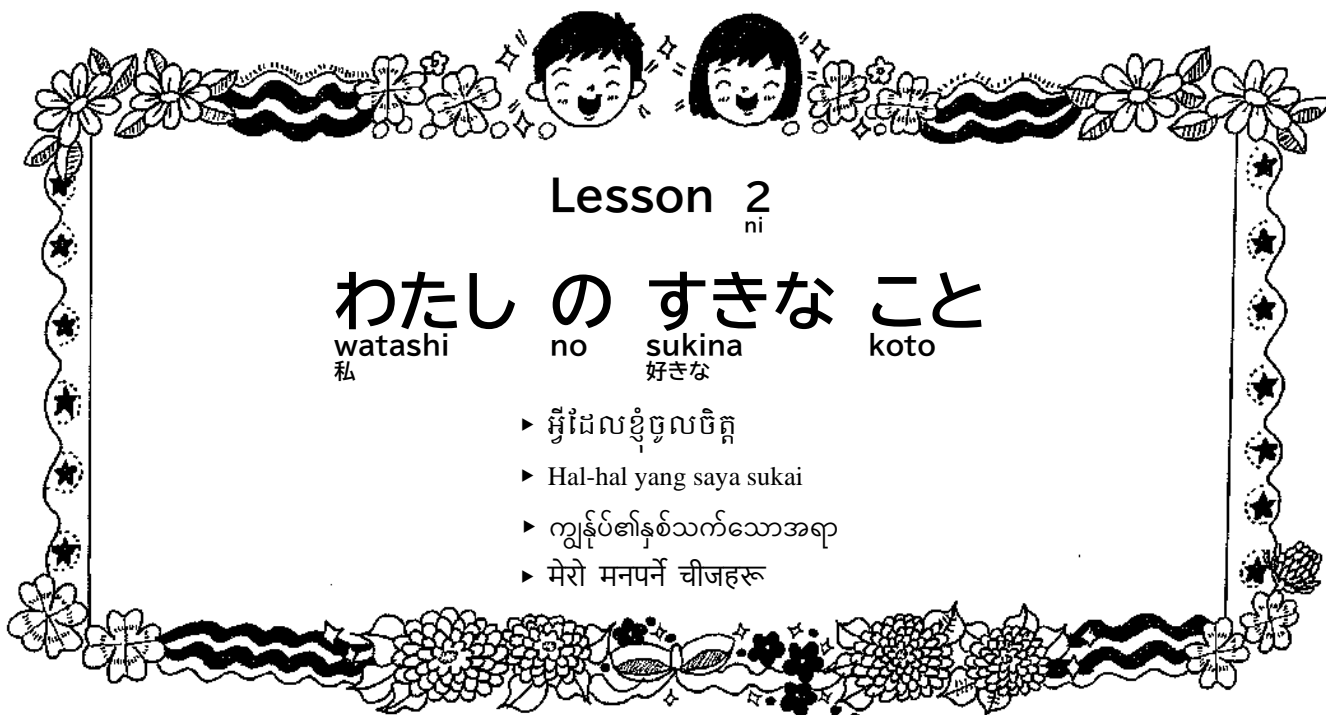 Lesson 2
ni
わたし の すきな こと
watashi no sukina koto
私 好きな
▸ អ្វីដែលខ្ញុំចូលចិត្ត
▸ Hal-hal yang saya sukai
▸ ကျွန်ုပ်၏နှစ်သက်သောအရာ
▸ मेरो मनपर्ने चीजहरू